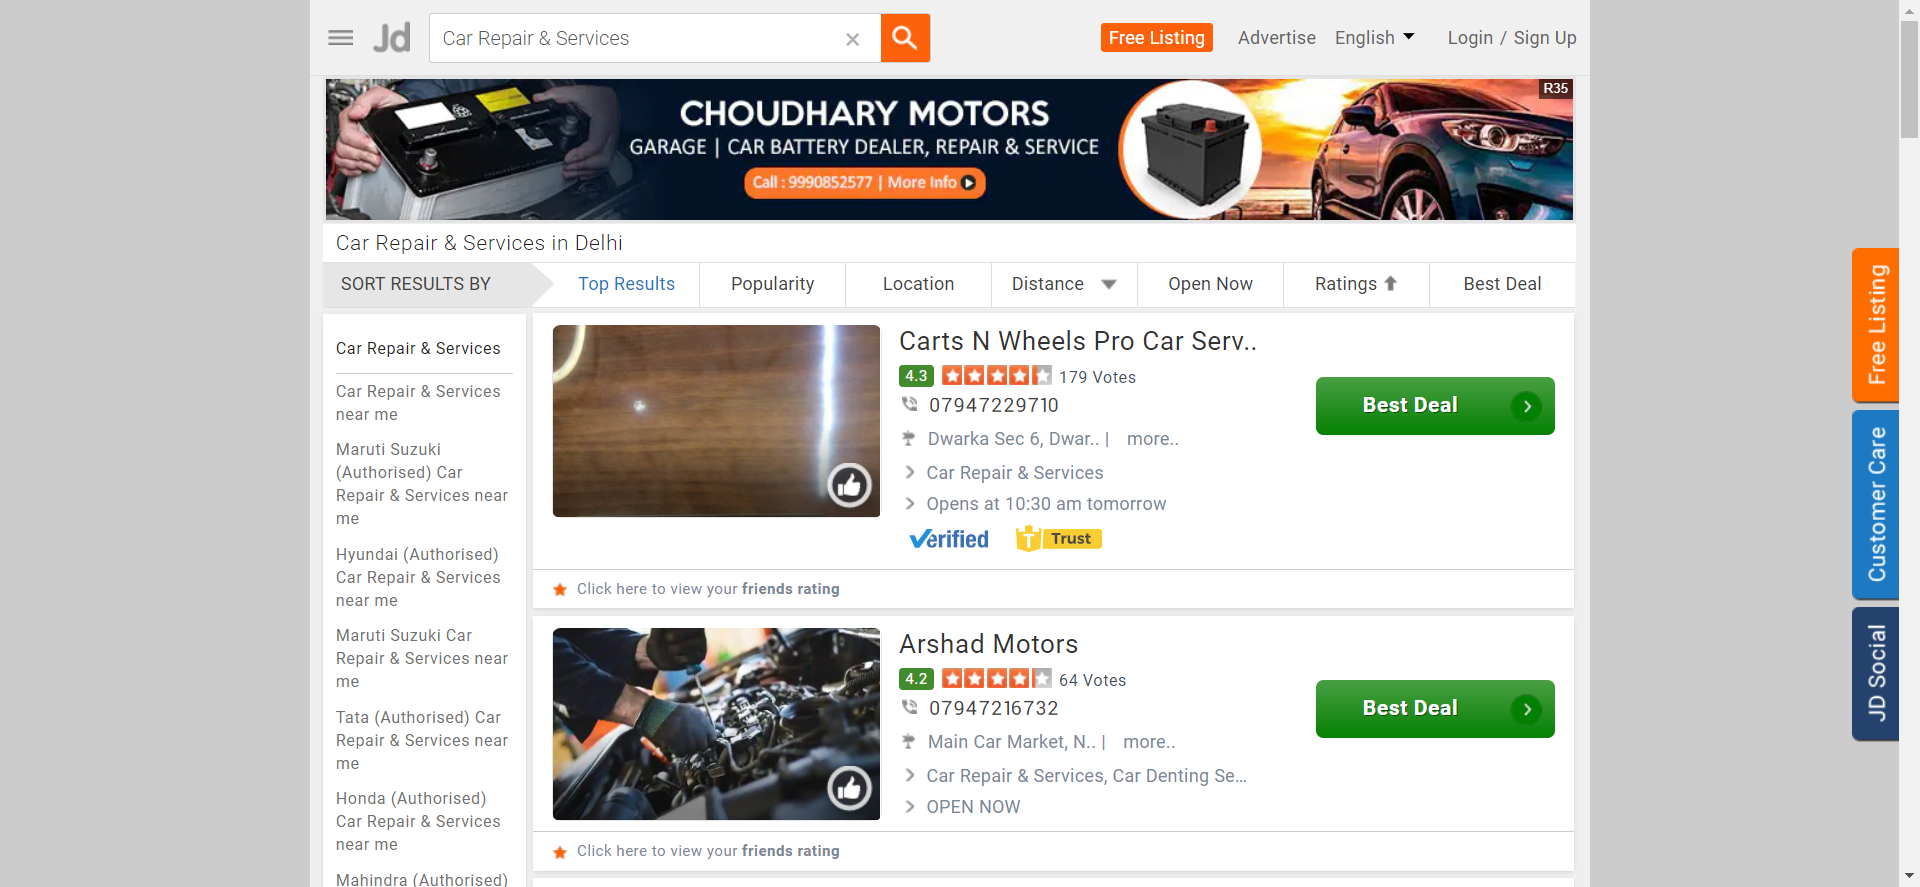 Jd
Car Repair & Services
Free Listing
Advertise
English
Login / Sign Up
R35
CHOUDHARY MOTORS
GARAGE | CAR BATTERY DEALER, REPAIR & SERVICE
Call : 9990852577 | More Info
Car Repair & Services in Delhi
SORT RESULTS BY
Top Results
Popularity
Location
Distance
Open Now
Ratings
Best Deal
Car Repair & Services
Car Repair & Services
near me
Maruti Suzuki
(Authorised) Car
Repair & Services near
me
Hyundai (Authorised)
Car Repair & Services
near me
Maruti Suzuki Car
Repair & Services near
me
Tata (Authorised) Car
Repair & Services near
me
Honda (Authorised)
Car Repair & Services
near me
Mahindra (Authorised)
Carts N Wheels Pro Car Serv..
4.3
179 Votes
07947229710
Dwarka Sec 6, Dwar.. | more..
Car Repair & Services
Opens at 10:30 am tomorrow
Verified
T Trust
Best Deal
Click here to view your friends rating
Arshad Motors
4.2
64 Votes
07947216732
Main Car Market, N.. | more..
Car Repair & Services, Car Denting Se...
OPEN NOW
Best Deal
Click here to view your friends rating
Free Listing
Customer Care
JD Social